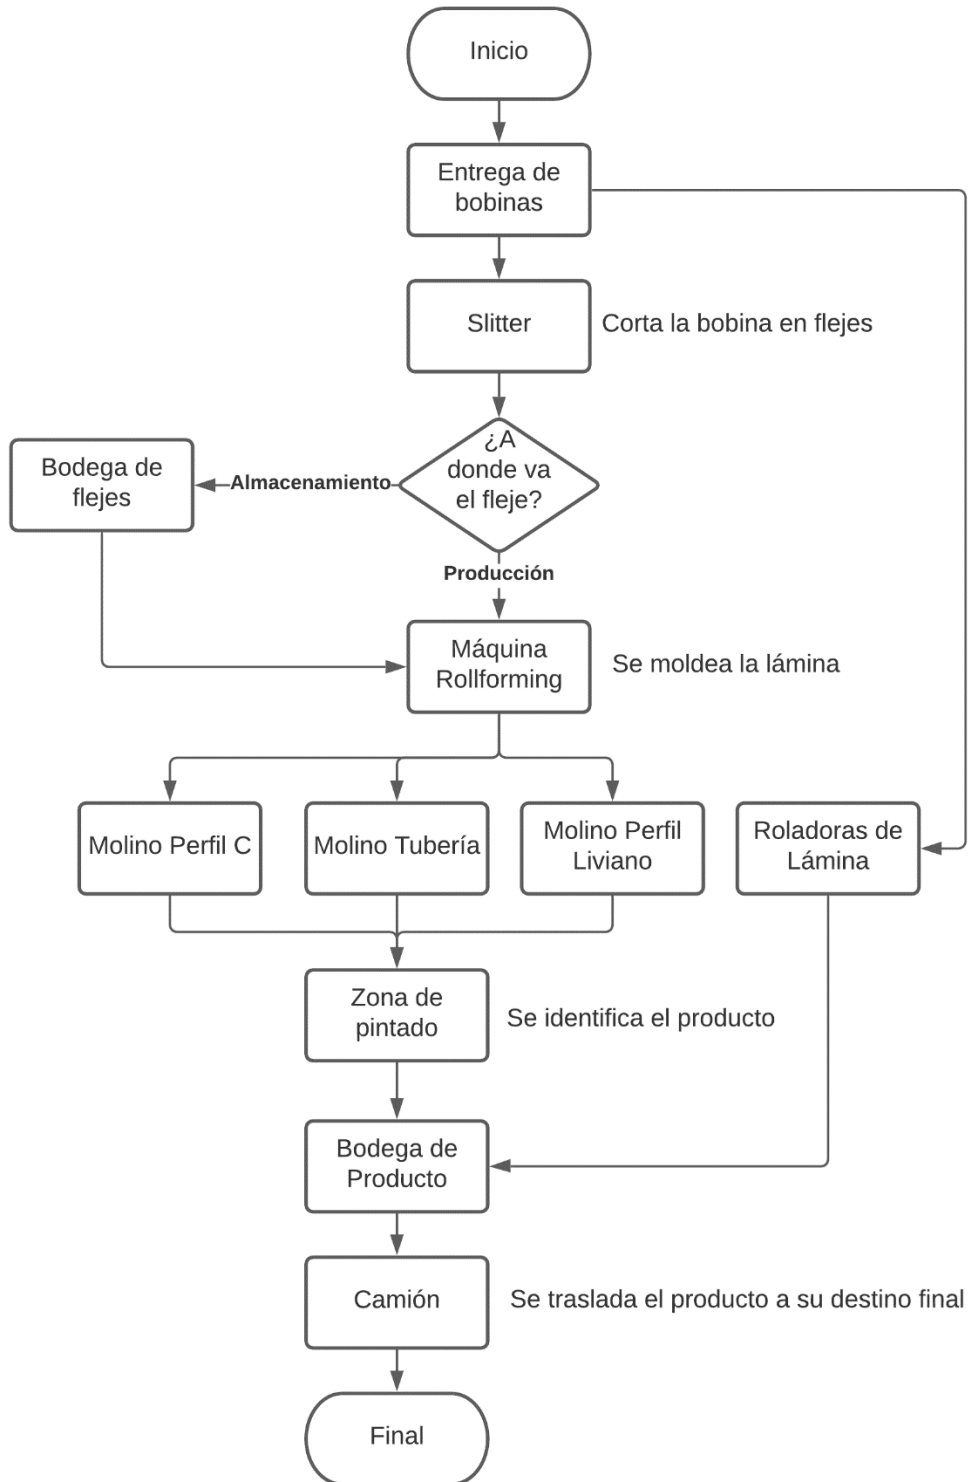 Inicio
Entrega de
bobinas
Slitter
Corta la bobina en flejes
¿A
donde va
el fleje?
Almacenamiento
Bodega de
flejes
Producción
Máquina
Rollforming
Se moldea la lámina
Molino Perfil C
Molino Tubería
Molino Perfil
Liviano
Roladoras de
Lámina
Zona de
pintado
Se identifica el producto
Bodega de
Producto
Camión
Se traslada el producto a su destino final
Final